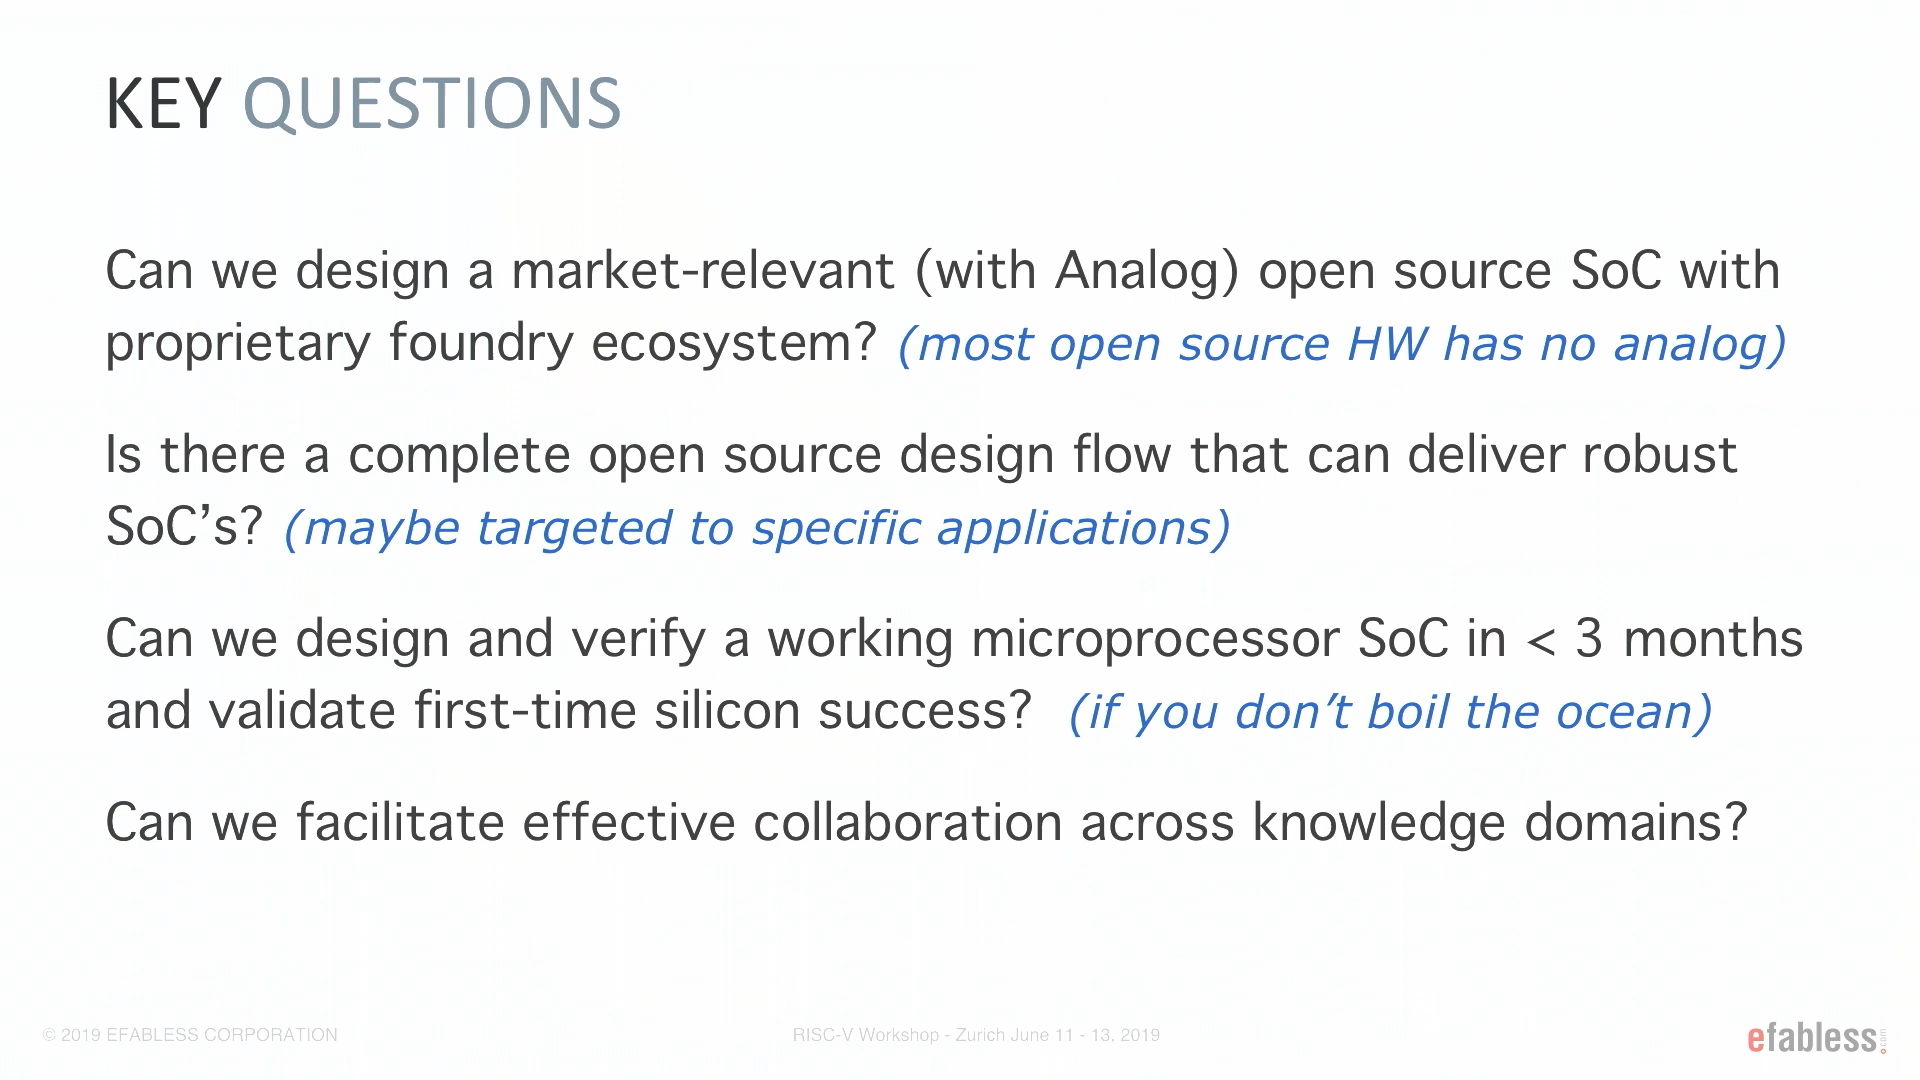 KEY QUESTIONS
Can we design a market-relevant (with Analog) open source SoC with
proprietary foundry ecosystem? (most open source HW has no analog)
Is there a complete open source design flow that can deliver robust
SoC’s? (maybe targeted to specific applications)
Can we design and verify a working microprocessor SoC in < 3 months
and validate first-time silicon success? (if you don’t boil the ocean)
Can we facilitate effective collaboration across knowledge domains?
© 2019 EFABLESS CORPORATION
RISC-V Workshop - Zurich June 11 - 13, 2019
efabless.com